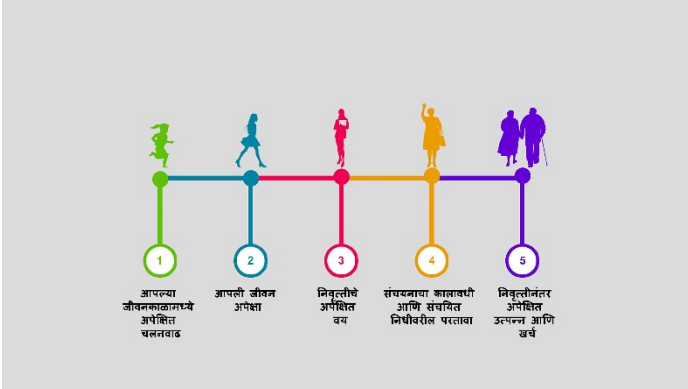 1
2
3
4
5
आपल्या
जीवनकाळामध्ये
अपेक्षित
चलनवाढ
आपली जीवन
अपेक्षा
निवृत्तीचे
अपेक्षित
वय
संचयनाचा कालावधी
आणि संचयित
निधीवरील परतावा
निवृत्तीनंतर
अपेक्षित
उत्पन्न आणि
खर्च